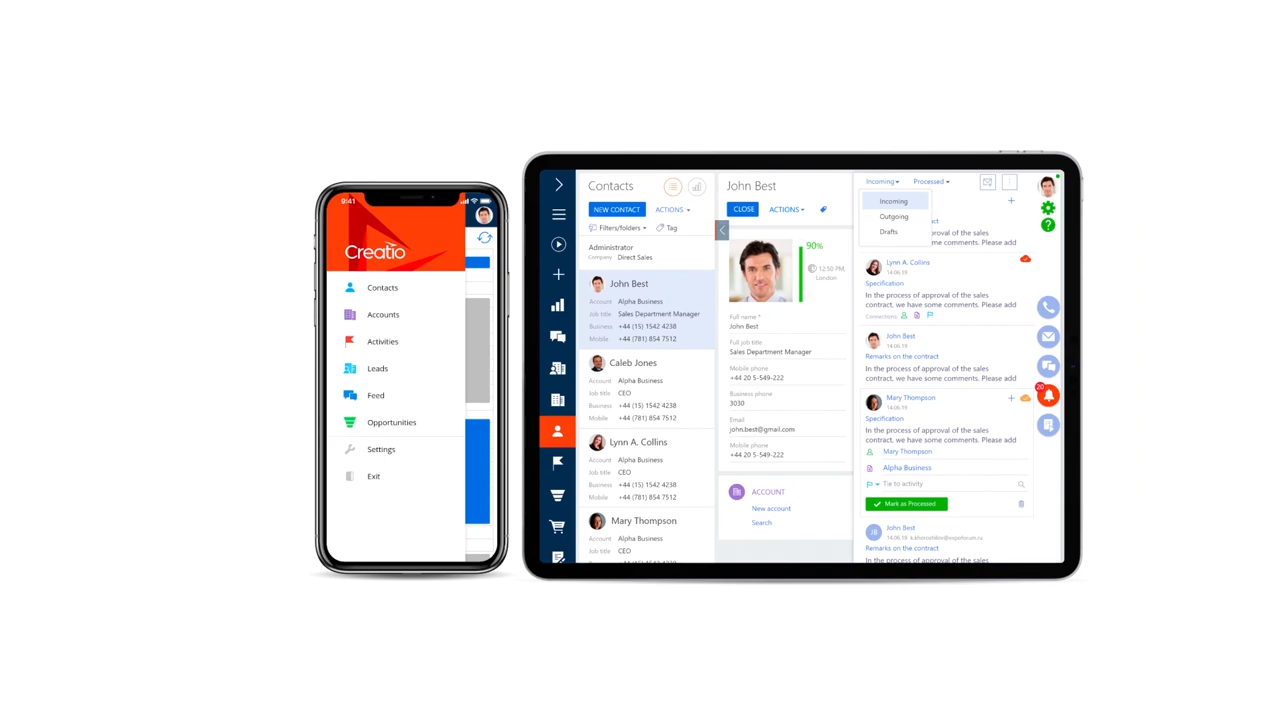 9:41
Creatio
Contacts
Accounts
Activities
Leads
Feed
Opportunities
Settings
Exit
Contacts
NEW CONTACT ACTIONS
Filters/folders Tag
Administrator
Company Direct Sales
John Best
Account Alpha Business
Job title Sales Department Manager
Business +44 (15) 1542 4238
Mobile +44 (781) 854 7512
Caleb Jones
Account Alpha Business
Job title CEO
Business +44 (15) 1542 4238
Mobile +44 (781) 854 7512
Lynn A. Collins
Account Alpha Business
Job title CEO
Business +44 (15) 1542 4238
Mobile +44 (781) 854 7512
Mary Thompson
Account Alpha Business
Job title CEO
John Best
CLOSE ACTIONS
90%
12:50 PM,
London
Full name *
John Best
Full job title
Sales Department Manager
Mobile phone
+44 20 5-549-222
Business phone
3030
Email
john.best@gmail.com
Mobile phone
+44 20 5-549-222
ACCOUNT
New account
Search
Incoming Processed
Incoming
Outgoing
Drafts
of the sales
comments. Please add
Lynn A. Collins
14.06.19
Specification
In the process of approval of the sales
contract, we have some comments. Please add
Connections
John Best
14.06.19
Remarks on the contract
In the process of approval of the sales
contract, we have some comments. Please add
Mary Thompson
14.06.19
Specification
In the process of approval of the sales
contract, we have some comments. Please add
Mary Thompson
Alpha Business
Tie to activity
Mark as Processed
JB
John Best
14.06.19 k.khoroshilov@expoforum.ru
Remarks on the contract
In the process of approval of the sales
?
20